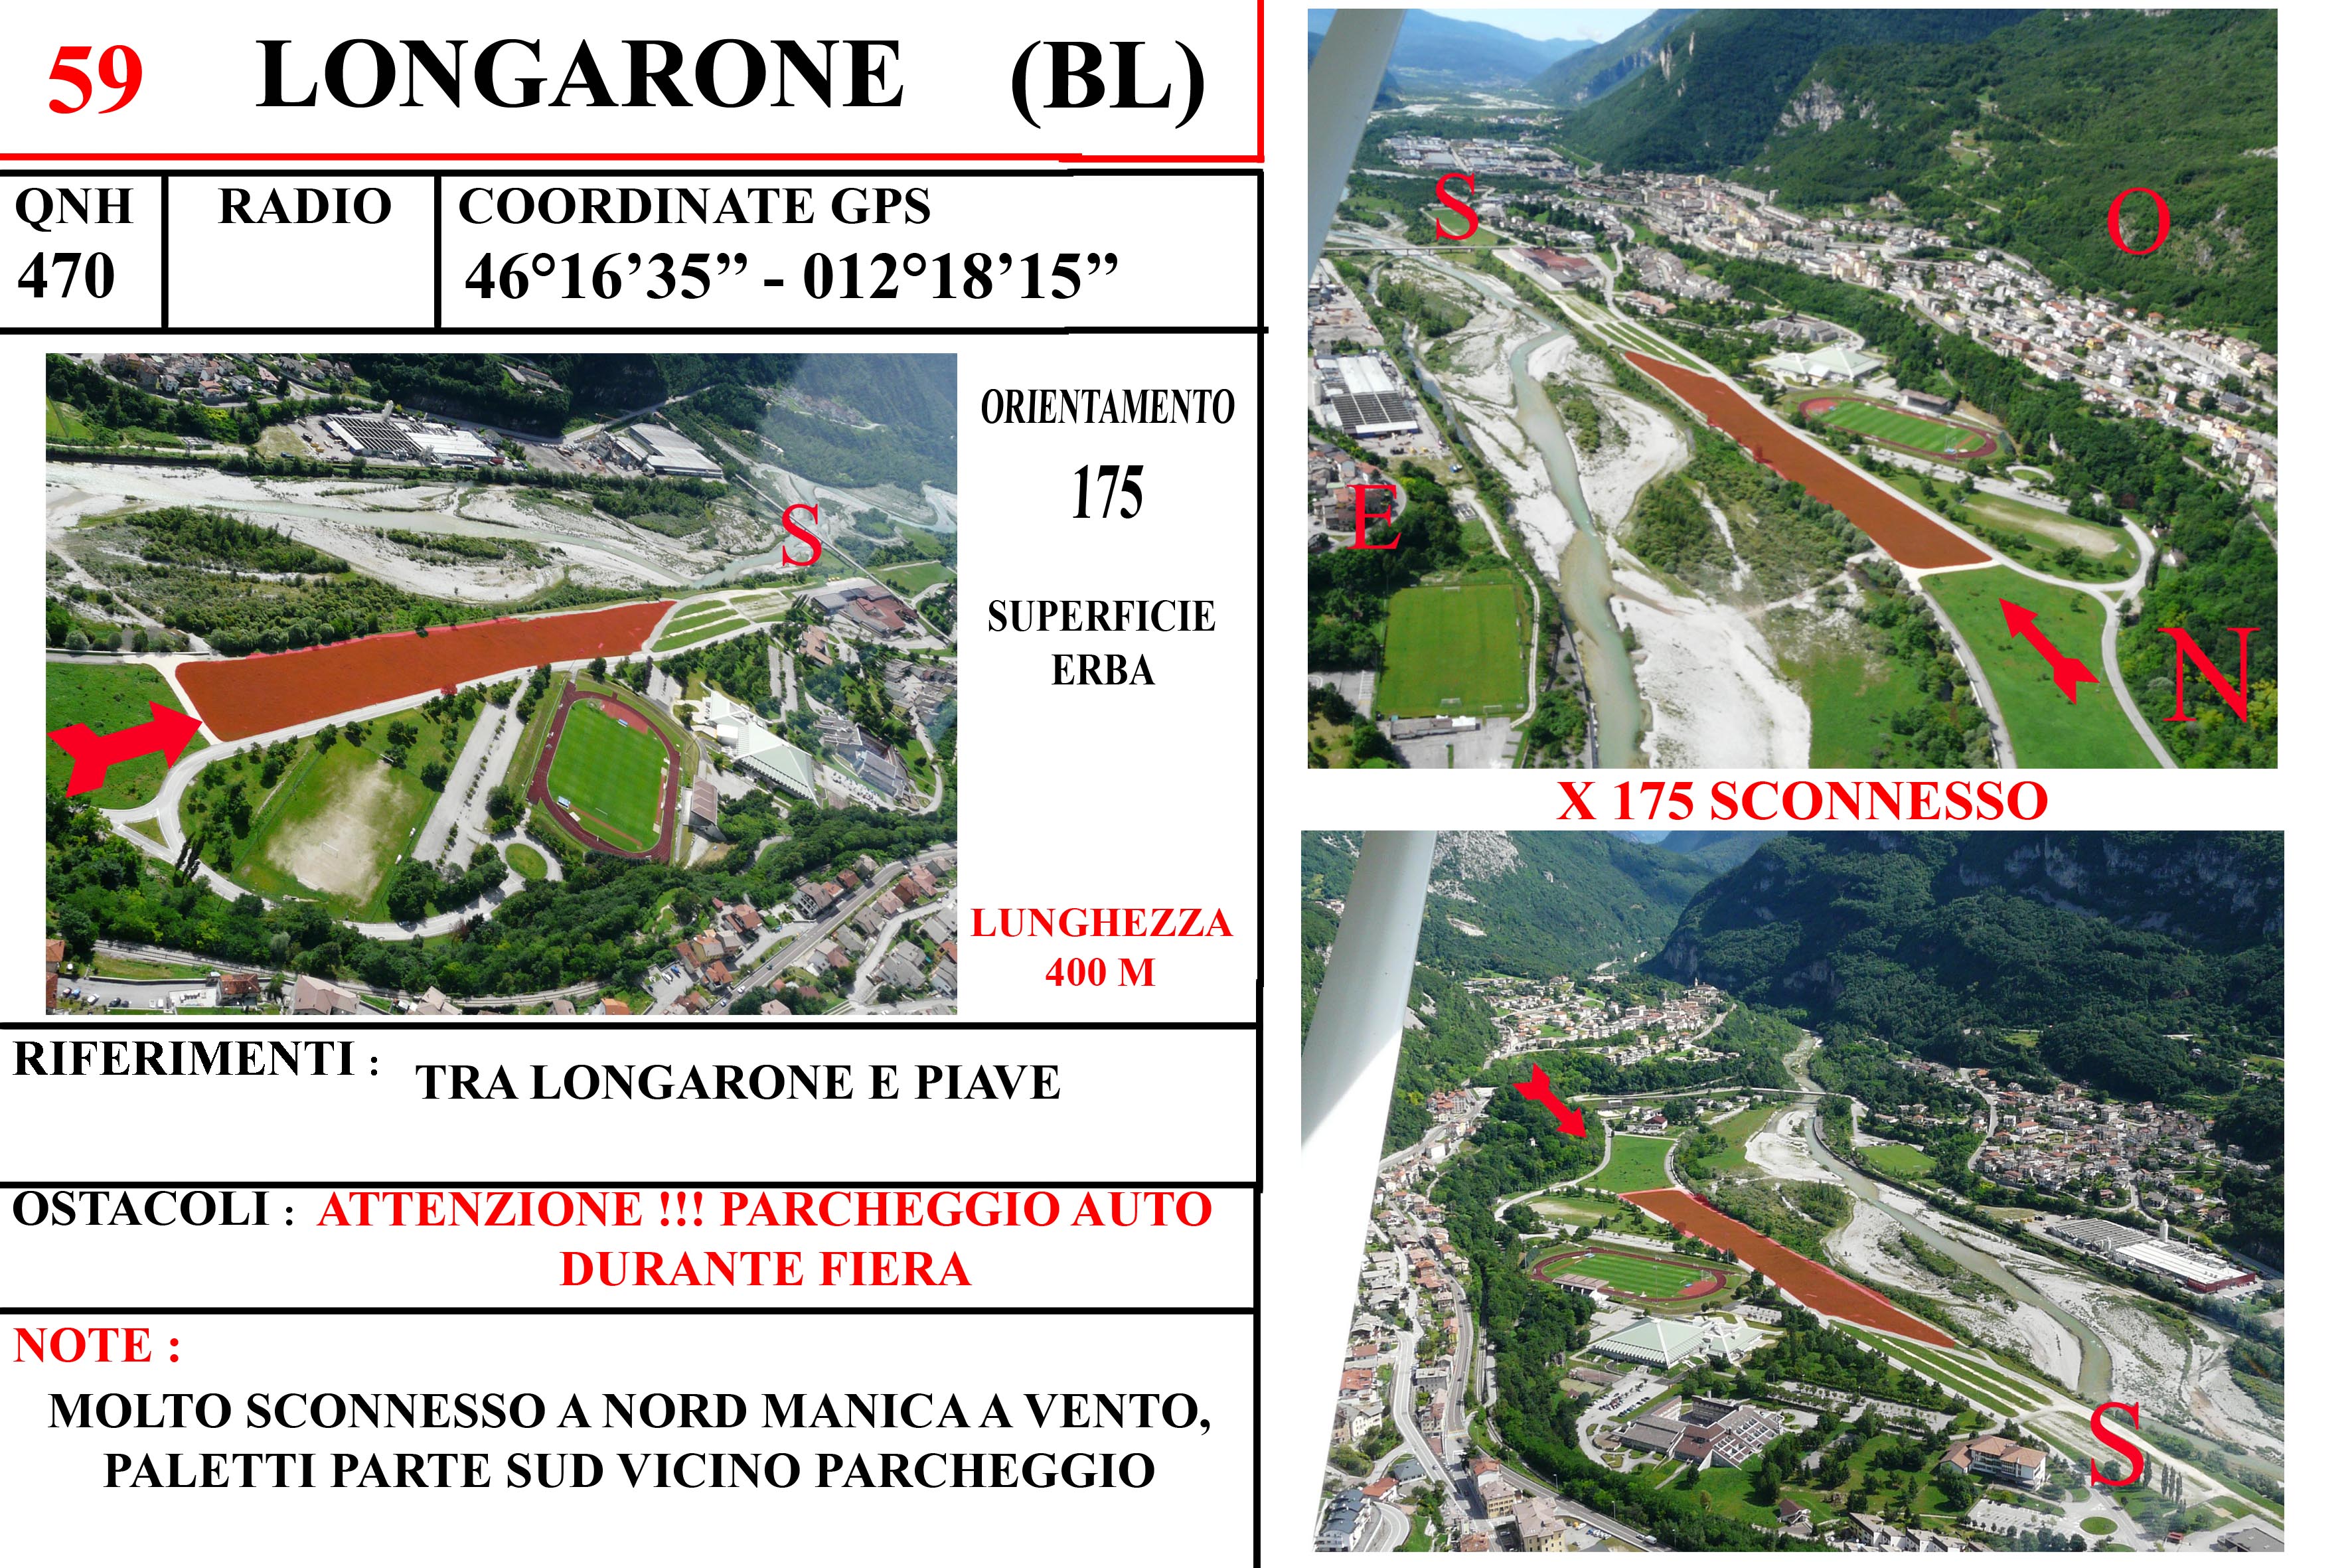 59 LONGARONE (BL)
QNH
470
RADIO
COORDINATE GPS
46°16’35” - 012°18’15”
S
ORIENTAMENTO
175
SUPERFICIE
ERBA
LUNGHEZZA
400 M
RIFERIMENTI : TRA LONGARONE E PIAVE
OSTACOLI : ATTENZIONE !!! PARCHEGGIO AUTO
DURANTE FIERA
NOTE :
MOLTO SCONNESSO A NORD MANICA A VENTO,
PALETTI PARTE SUD VICINO PARCHEGGIO
S
O
E
N
X 175 SCONNESSO
S